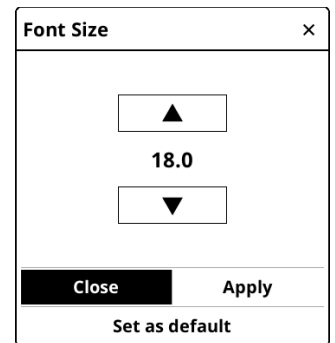 Font Size ×
▲
18.0
▼
Close Apply
Set as default